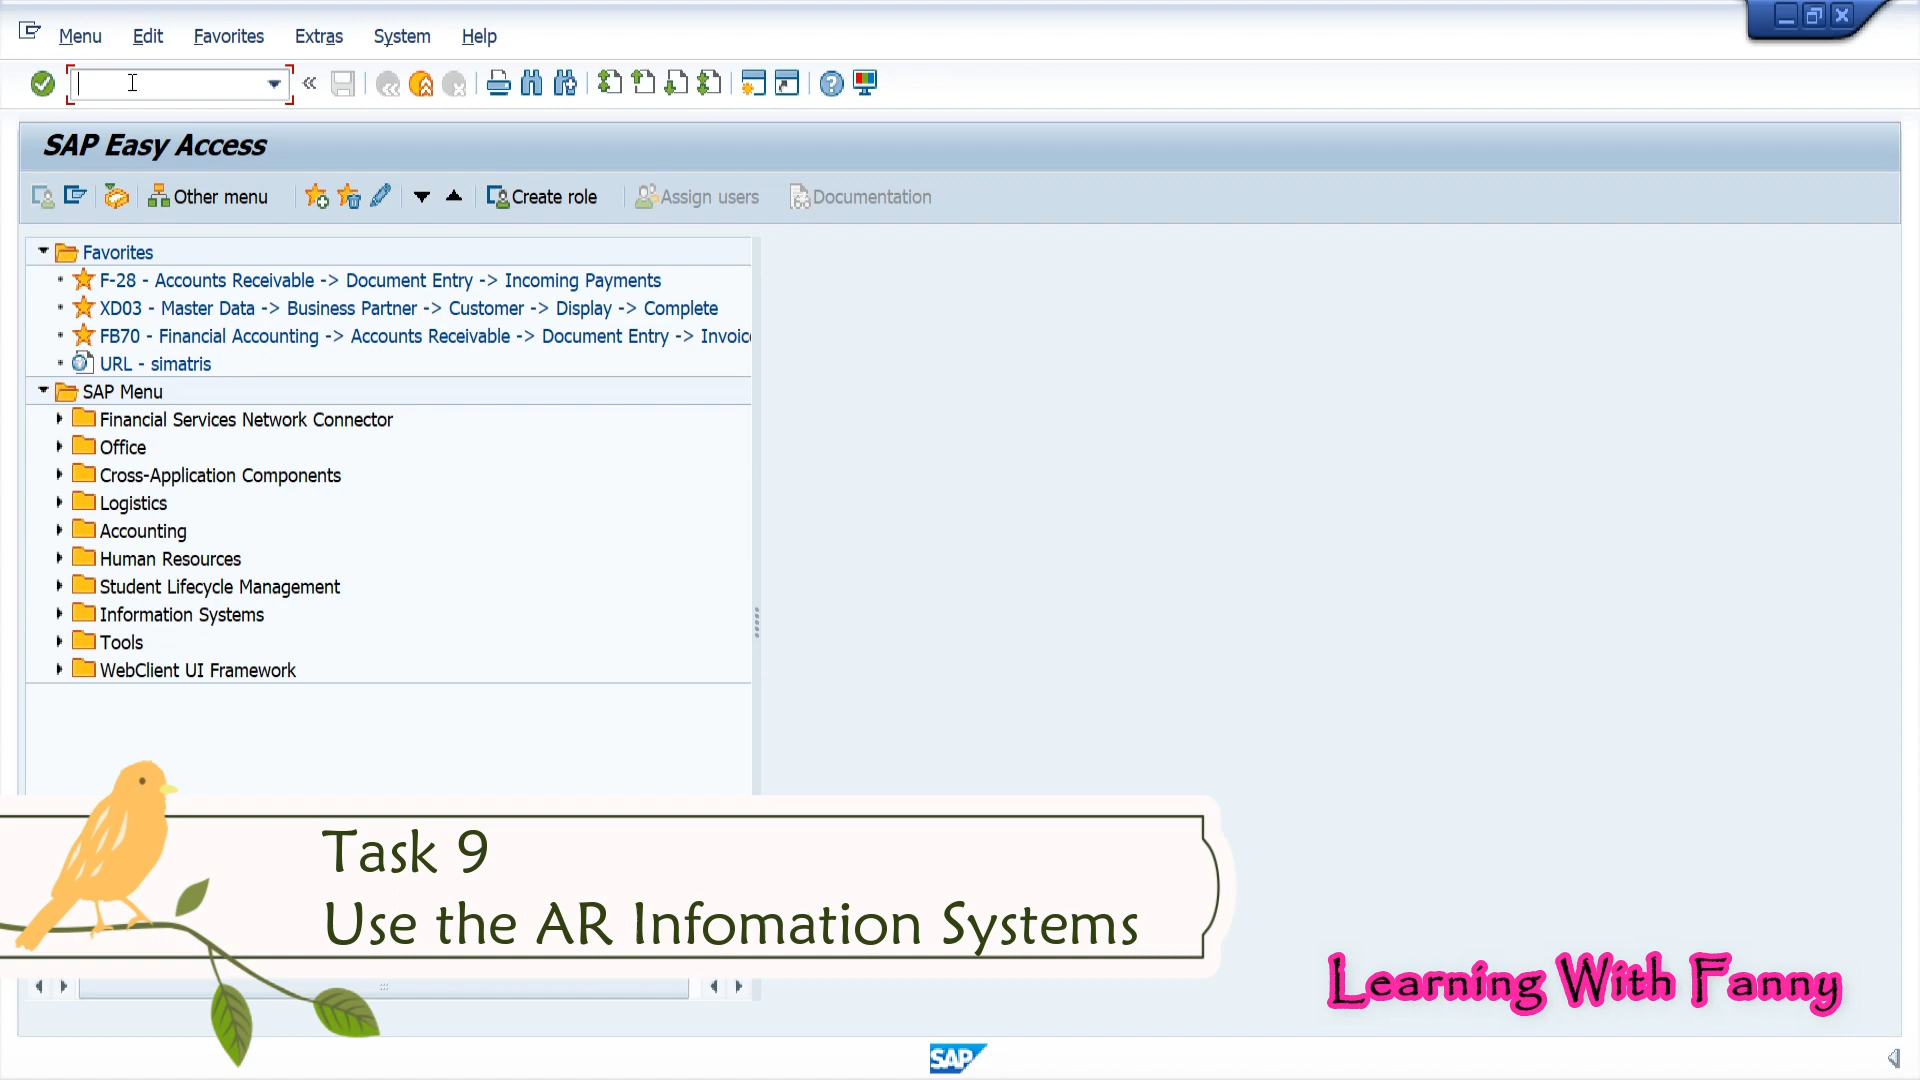 Menu Edit Favorites Extras System Help
SAP Easy Access
Other menu Create role Assign users Documentation
Favorites
F-28 - Accounts Receivable -> Document Entry -> Incoming Payments
XD03 - Master Data -> Business Partner -> Customer -> Display -> Complete
FB70 - Financial Accounting -> Accounts Receivable -> Document Entry -> Invoic
URL - simatris
SAP Menu
Financial Services Network Connector
Office
Cross-Application Components
Logistics
Accounting
Human Resources
Student Lifecycle Management
Information Systems
Tools
WebClient UI Framework
Task 9
Use the AR Infomation Systems
Learning With Fanny
SAP